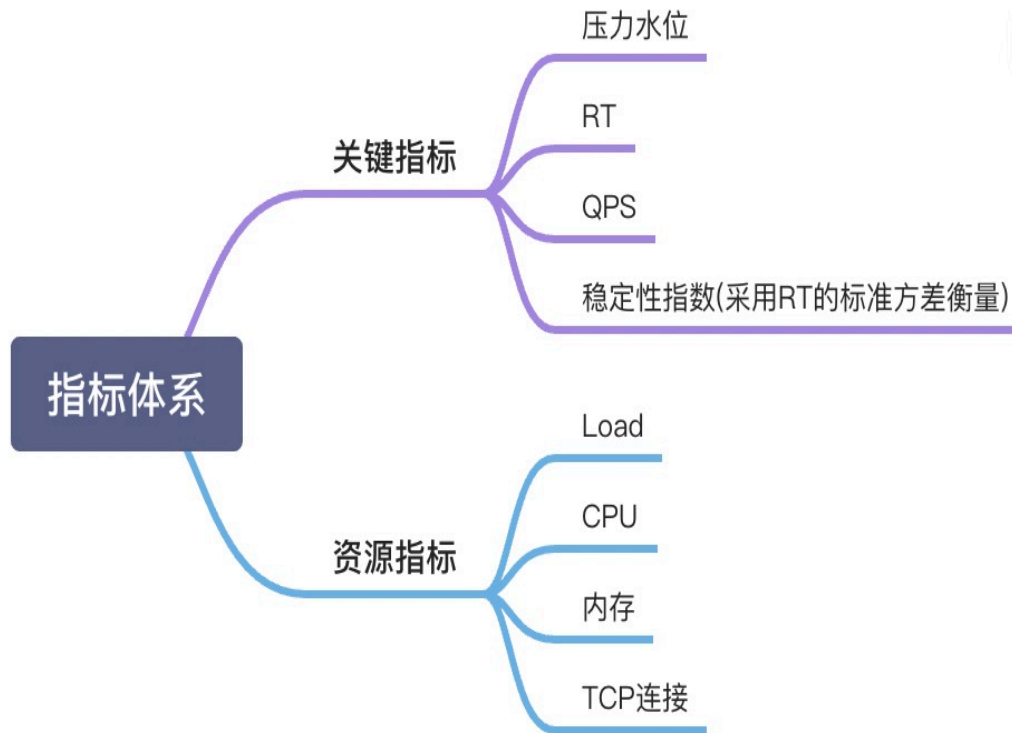 指标体系
关键指标
压力水位
RT
QPS
稳定性指数(采用RT的标准方差衡量)
资源指标
Load
CPU
内存
TCP连接